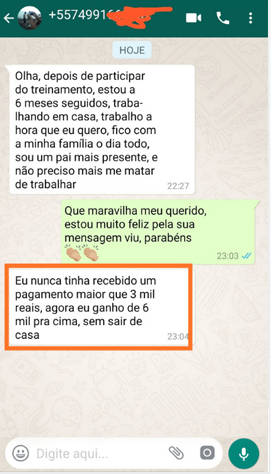 +5574991
HOJE
Olha, depois de participar
do treinamento, estou a
6 meses seguidos, traba-
lhando em casa, trabalho a
hora que eu quero, fico com
a minha família o dia todo,
sou um pai mais presente, e
não preciso mais me matar
de trabalhar
22:27
Que maravilha meu querido,
estou muito feliz pela sua
mensagem viu, parabéns
👏🏼👏🏼
23:03
Eu nunca tinha recebido um
pagamento maior que 3 mil
reais, agora eu ganho de 6
mil pra cima, sem sair de
casa
23:04
Digite aqui...